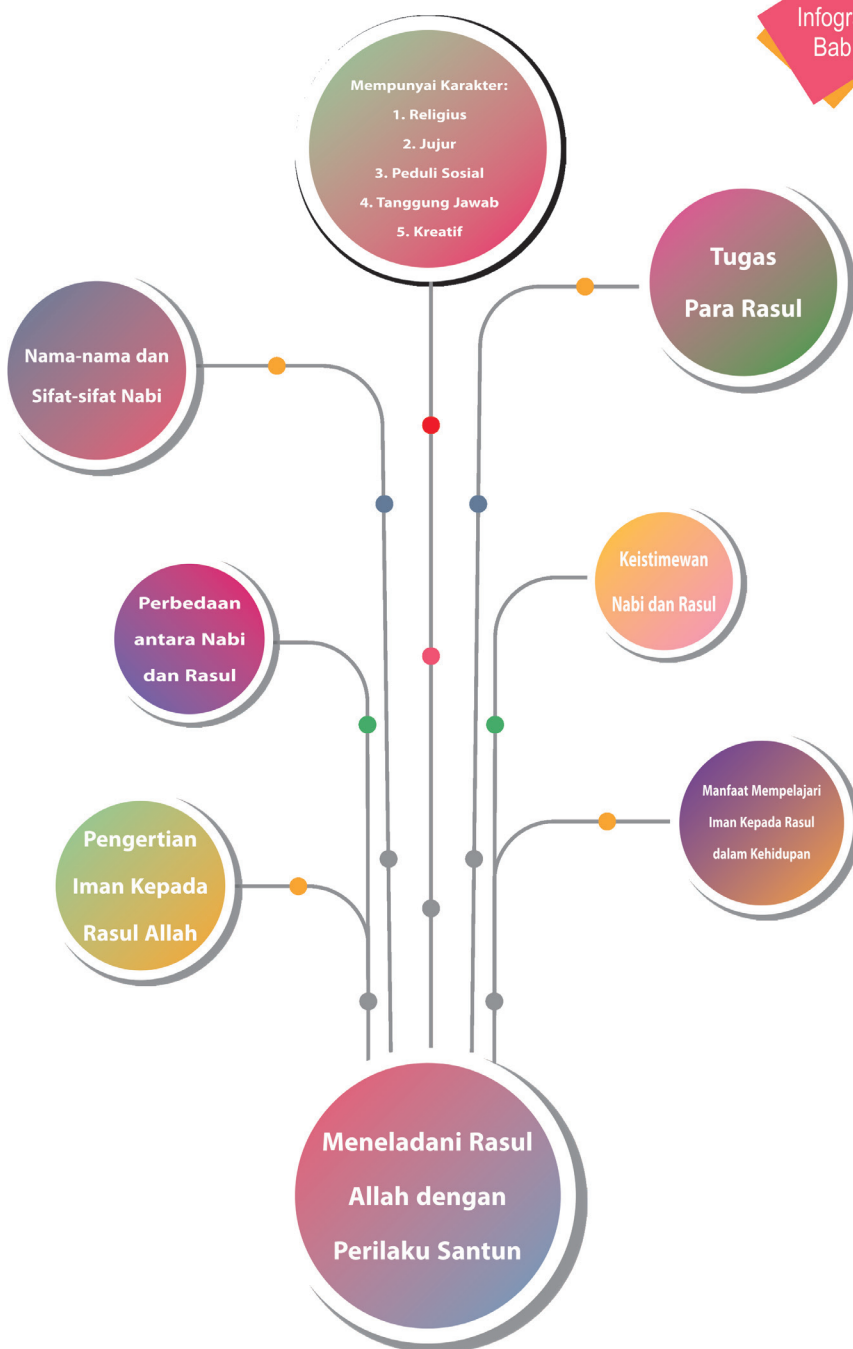 Bab
Mempunyai Karakter:
1. Religius
2. Jujur
3. Peduli Sosial
4. Tanggung Jawab
5. Kreatif
Tugas
Para Rasul
Nama-nama dan
Sifat-sifat Nabi
Keistimewan
Nabi dan Rasul
Perbedaan
antara Nabi
dan Rasul
Manfaat Mempelajari
Iman Kepada Rasul
dalam Kehidupan
Pengertian
Iman Kepada
Rasul Allah
Meneladani Rasul
Allah dengan
Perilaku Santun